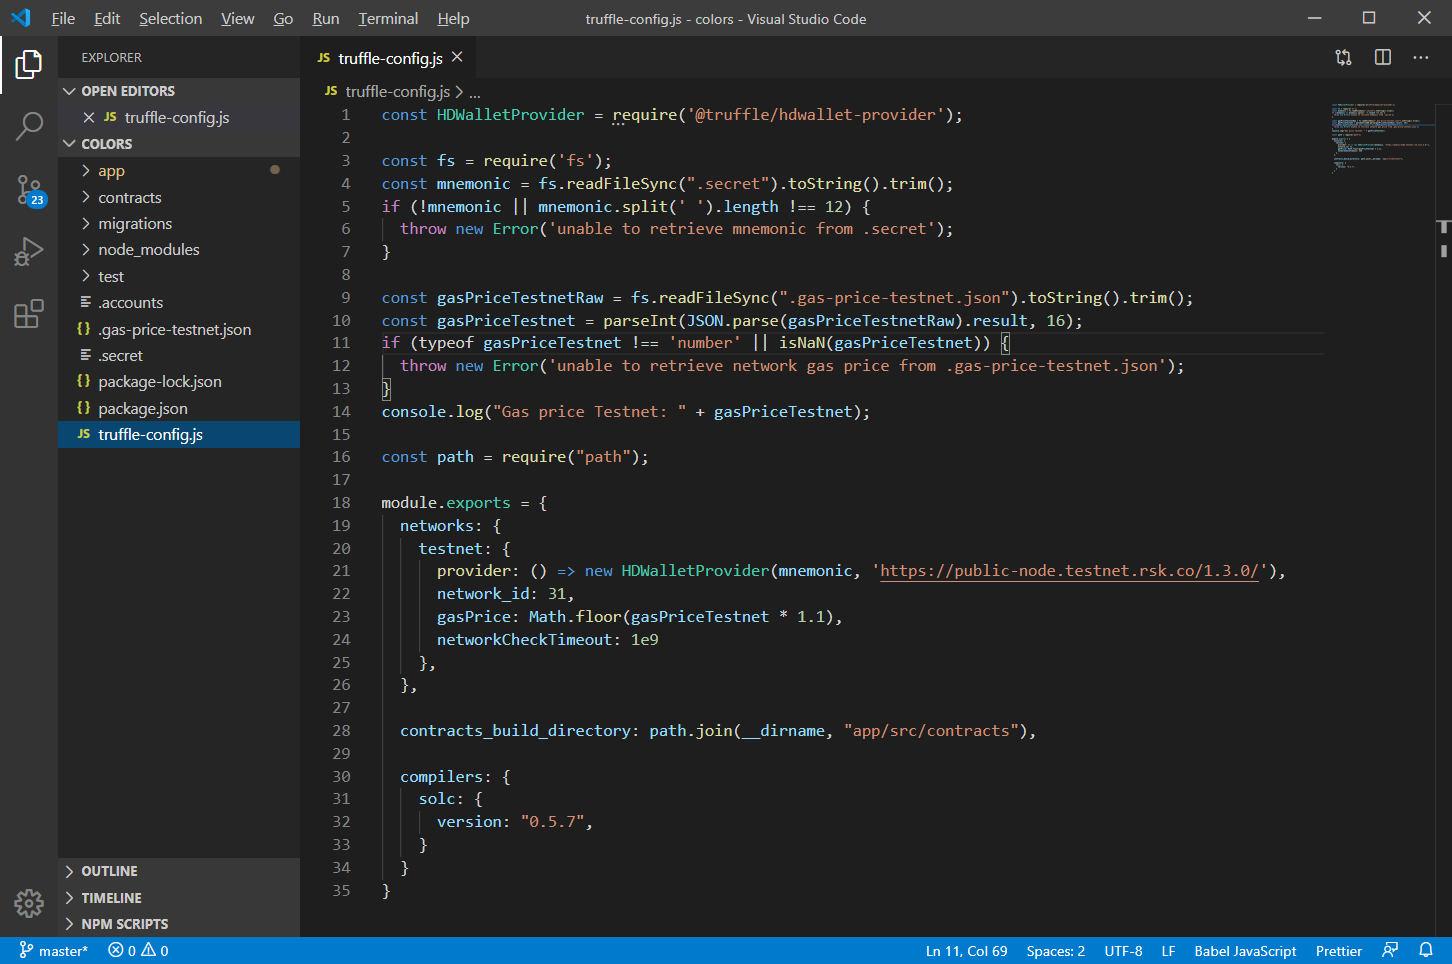 File Edit Selection View Go Run Terminal Help
truffle-config.js - colors - Visual Studio Code
EXPLORER
OPEN EDITORS
JS truffle-config.js
COLORS
app
contracts
migrations
node_modules
test
.accounts
{} .gas-price-testnet.json
.secret
{} package-lock.json
{} package.json
JS truffle-config.js
OUTLINE
TIMELINE
NPM SCRIPTS
23
JS truffle-config.js
JS truffle-config.js > ...
1 const HDWalletProvider = require('@truffle/hdwallet-provider');
2
3 const fs = require('fs');
4 const mnemonic = fs.readFileSync(".secret").toString().trim();
5 if (!mnemonic || mnemonic.split(' ').length !== 12) {
6 throw new Error('unable to retrieve mnemonic from .secret');
7 }
8
9 const gasPriceTestnetRaw = fs.readFileSync(".gas-price-testnet.json").toString().trim();
10 const gasPriceTestnet = parseInt(JSON.parse(gasPriceTestnetRaw).result, 16);
11 if (typeof gasPriceTestnet !== 'number' || isNaN(gasPriceTestnet)) {
12 throw new Error('unable to retrieve network gas price from .gas-price-testnet.json');
13 }
14 console.log("Gas price Testnet: " + gasPriceTestnet);
15
16 const path = require("path");
17
18 module.exports = {
19 networks: {
20 testnet: {
21 provider: () => new HDWalletProvider(mnemonic, 'https://public-node.testnet.rsk.co/1.3.0/'),
22 network_id: 31,
23 gasPrice: Math.floor(gasPriceTestnet * 1.1),
24 networkCheckTimeout: 1e9
25 },
26 },
27
28 contracts_build_directory: path.join(__dirname, "app/src/contracts"),
29
30 compilers: {
31 solc: {
32 version: "0.5.7",
33 }
34 }
35 }
master* 0 0
Ln 11, Col 69 Spaces: 2 UTF-8 LF Babel JavaScript Prettier